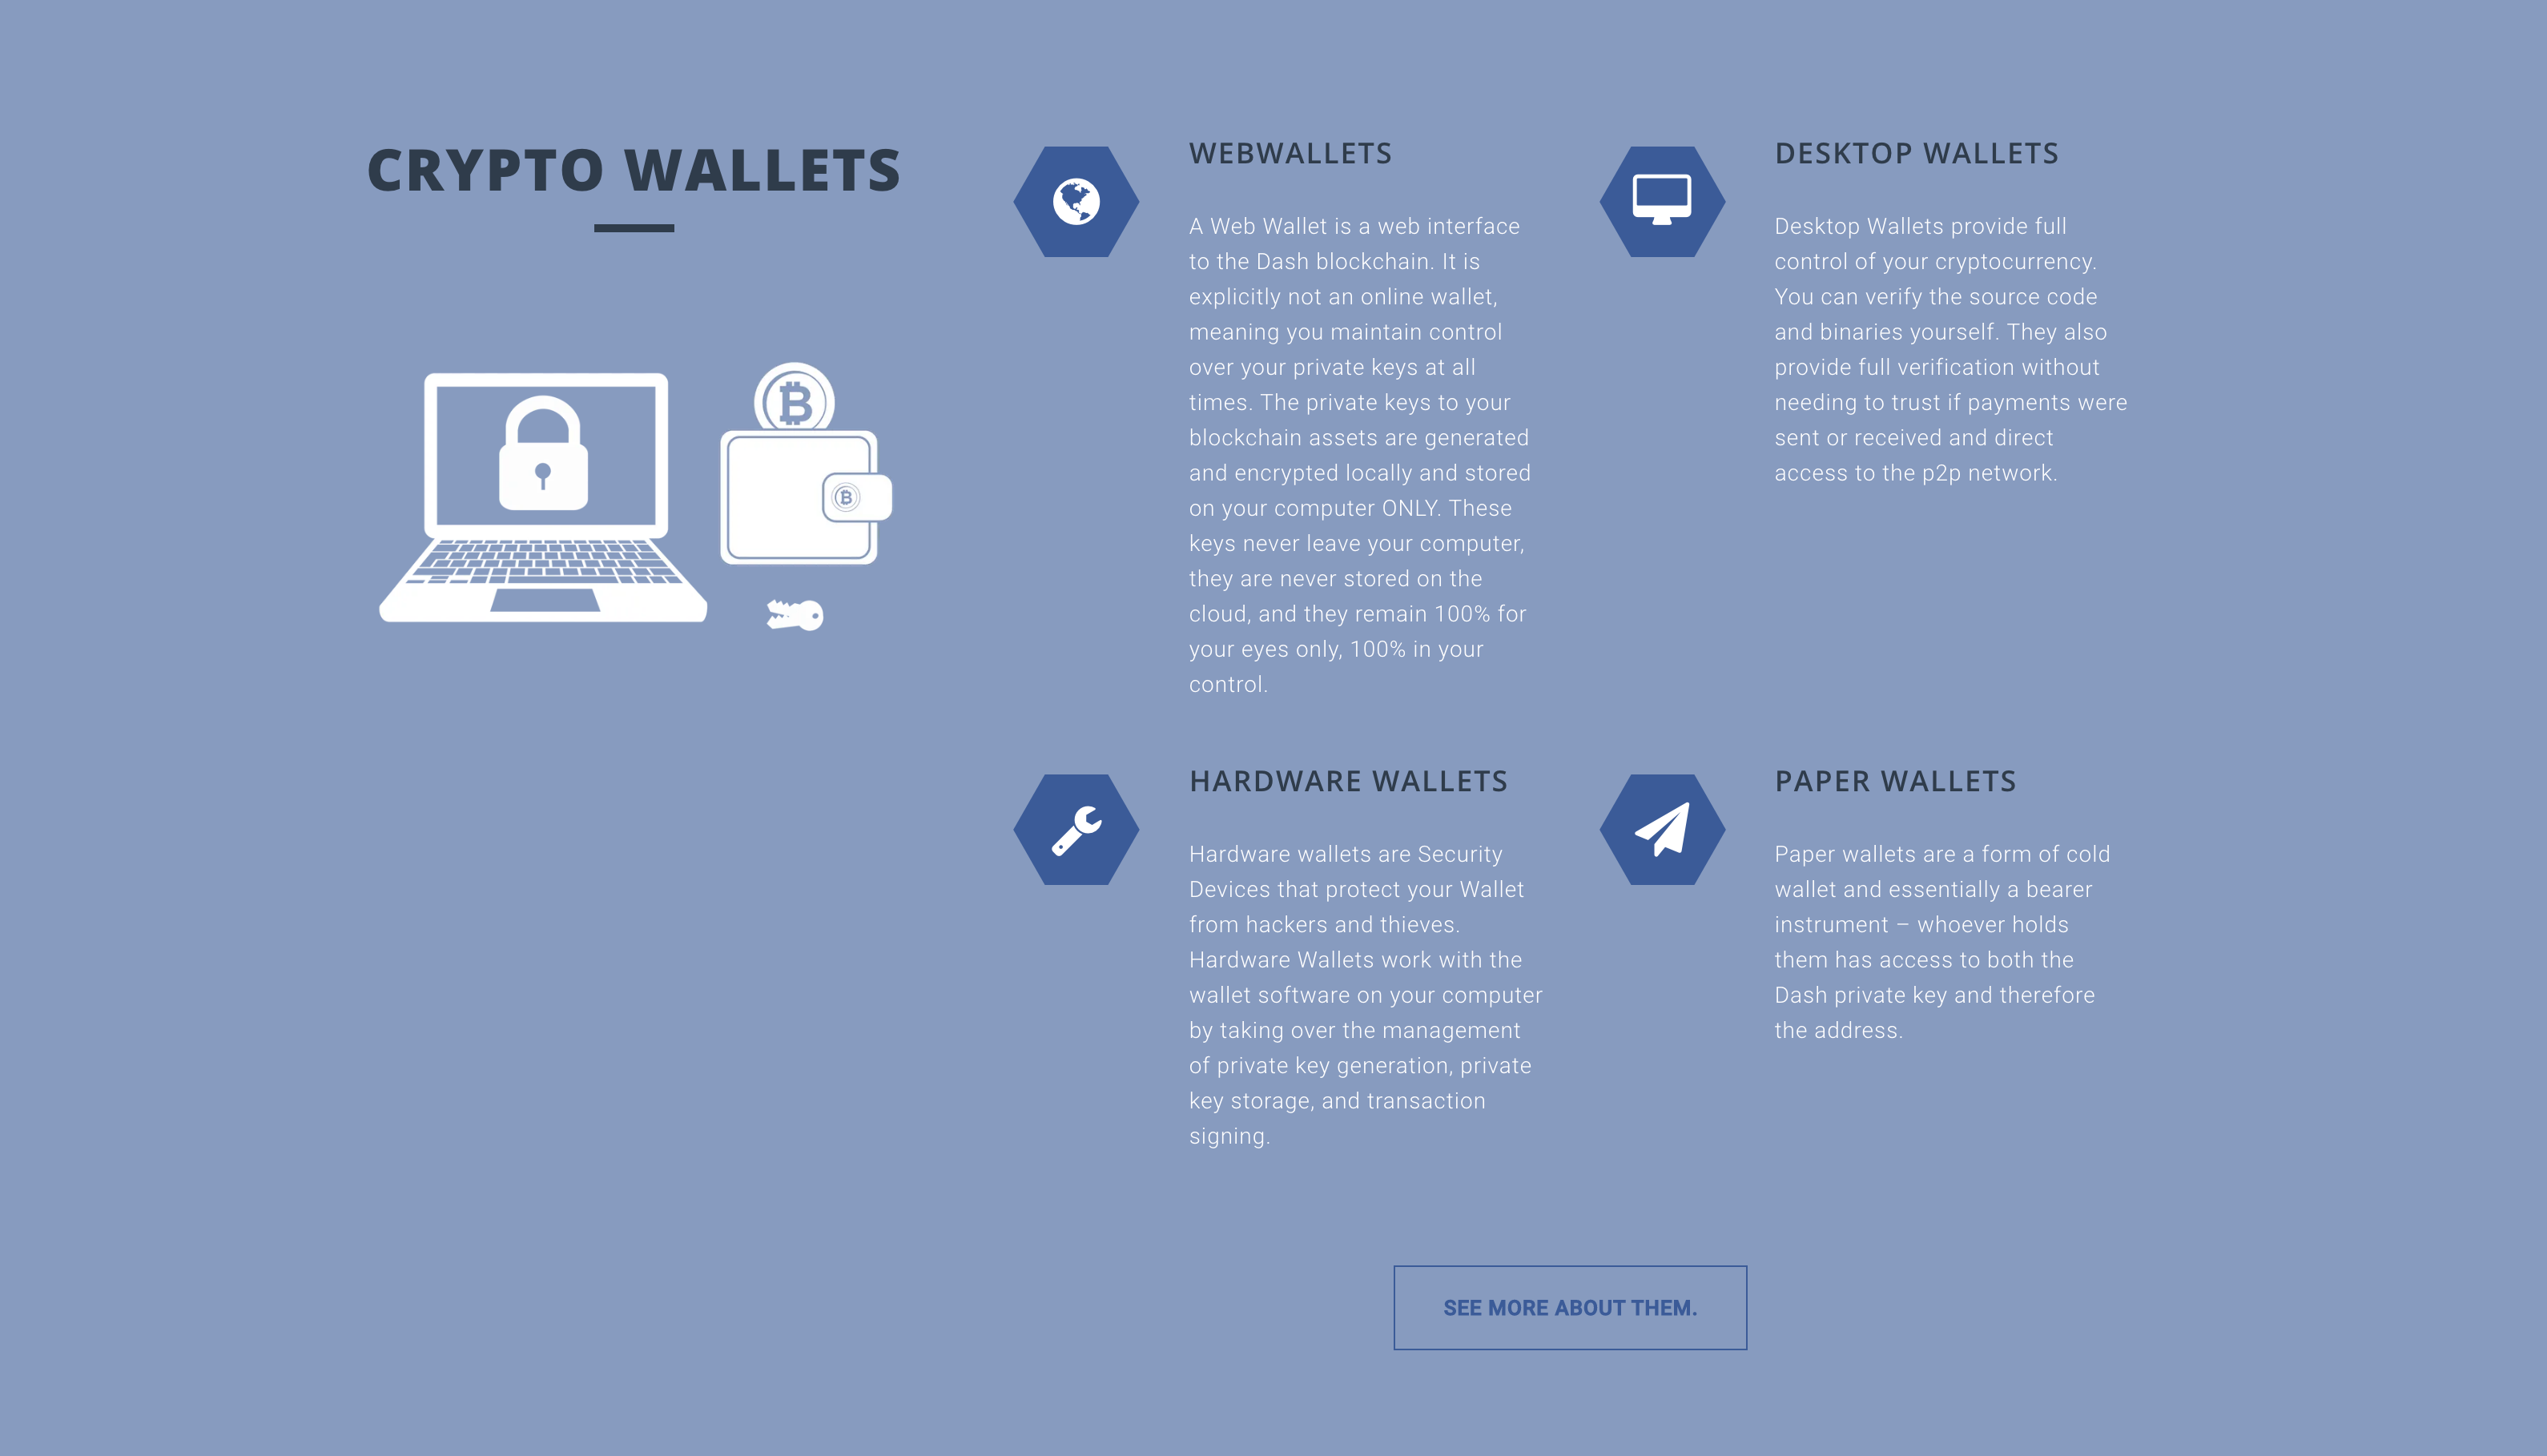 CRYPTO WALLETS
WEBWALLETS
A Web Wallet is a web interface
to the Dash blockchain. It is
explicitly not an online wallet,
meaning you maintain control
over your private keys at all
times. The private keys to your
blockchain assets are generated
and encrypted locally and stored
on your computer ONLY. These
keys never leave your computer,
they are never stored on the
cloud, and they remain 100% for
your eyes only, 100% in your
control.
DESKTOP WALLETS
Desktop Wallets provide full
control of your cryptocurrency.
You can verify the source code
and binaries yourself. They also
provide full verification without
needing to trust if payments were
sent or received and direct
access to the p2p network.
HARDWARE WALLETS
Hardware wallets are Security
Devices that protect your Wallet
from hackers and thieves.
Hardware Wallets work with the
wallet software on your computer
by taking over the management
of private key generation, private
key storage, and transaction
signing.
PAPER WALLETS
Paper wallets are a form of cold
wallet and essentially a bearer
instrument – whoever holds
them has access to both the
Dash private key and therefore
the address.
SEE MORE ABOUT THEM.